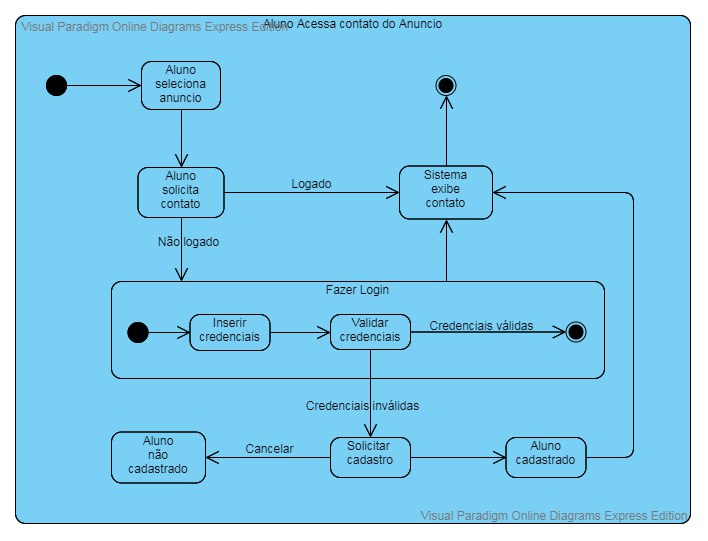 Visual Paradigm Online Diagrams Express Edition
Aluno Acessa contato do Anuncio
Aluno
seleciona
anuncio
Aluno
solicita
contato
Logado
Sistema
exibe
contato
Não logado
Fazer Login
Inserir
credenciais
Validar
credenciais
Credenciais válidas
Credenciais inválidas
Aluno
não
cadastrado
Cancelar
Solicitar
cadastro
Aluno
cadastrado
Visual Paradigm Online Diagrams Express Edition